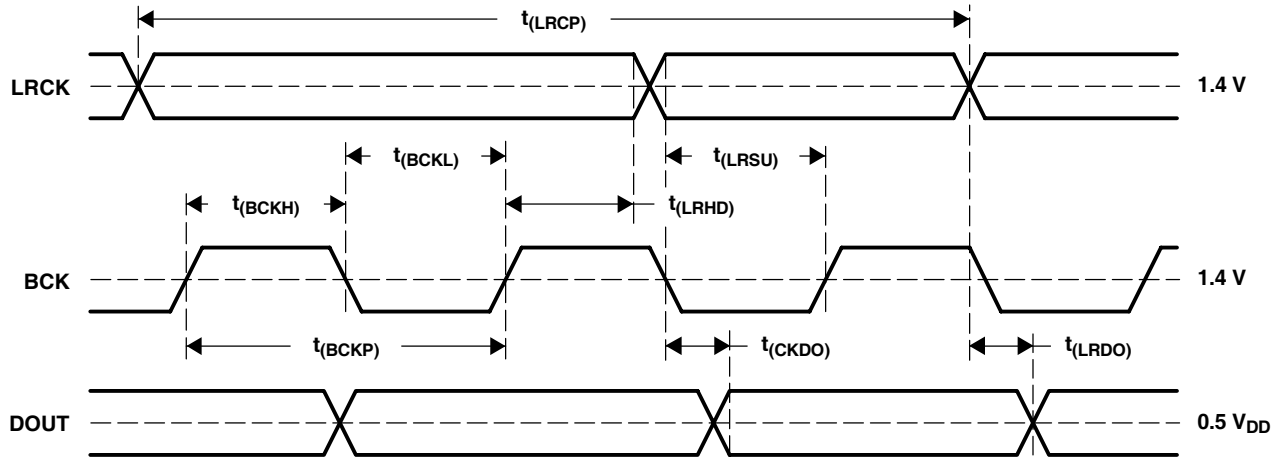 t(LRCP)
LRCK
1.4 V
t(BCKL)
t(LRSU)
t(BCKH)
t(LRHD)
BCK
1.4 V
t(BCKP)
t(CKDO)
t(LRDO)
DOUT
0.5 VDD